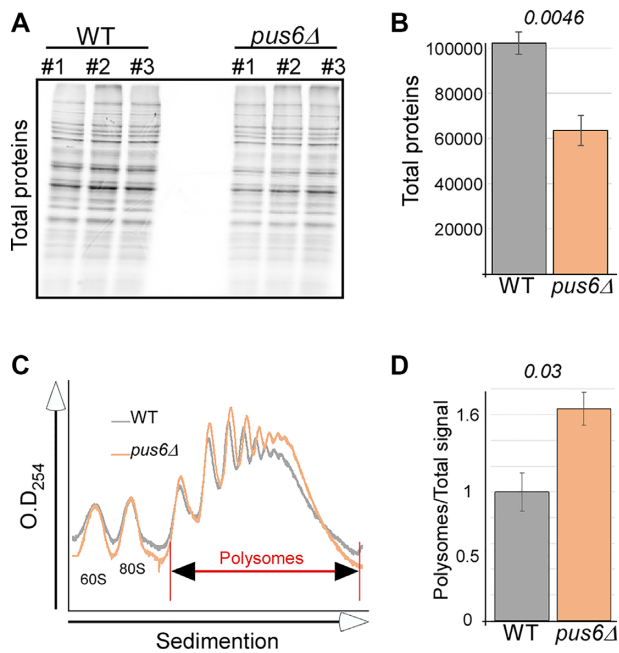 A
WT
pus6Δ
#1 #2 #3
#1 #2 #3
Total proteins
B
0.0046
Total proteins
100000
80000
60000
40000
20000
WT
pus6Δ
C
WT
pus6Δ
O.D254
60S
80S
Polysomes
Sedimention
D
0.03
Polysomes/Total signal
1.6
1
0.5
0
WT
pus6Δ